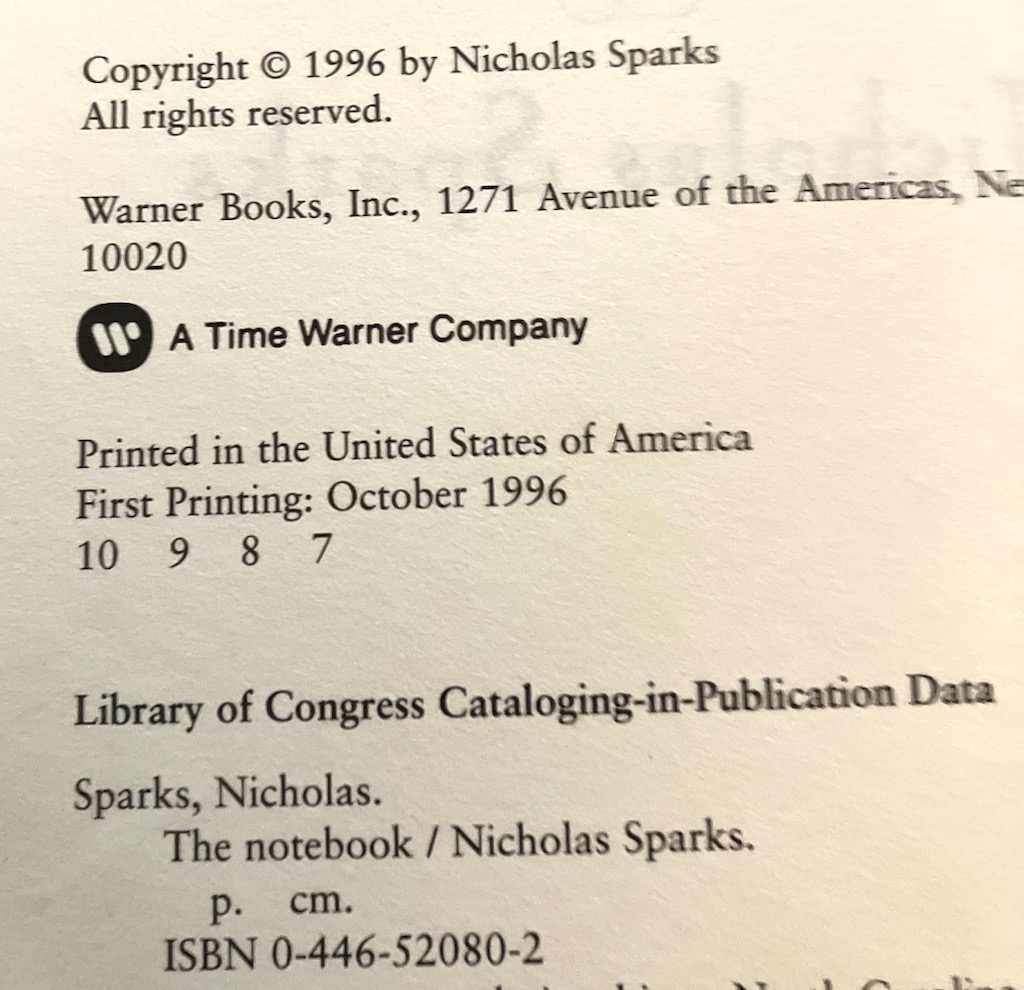 Copyright © 1996 by Nicholas Sparks
All rights reserved.
Warner Books, Inc., 1271 Avenue of the Americas, Ne
10020
A Time Warner Company
Printed in the United States of America
First Printing: October 1996
10 9 8 7
Library of Congress Cataloging-in-Publication Data
Sparks, Nicholas.
The notebook / Nicholas Sparks.
p. cm.
ISBN 0-446-52080-2